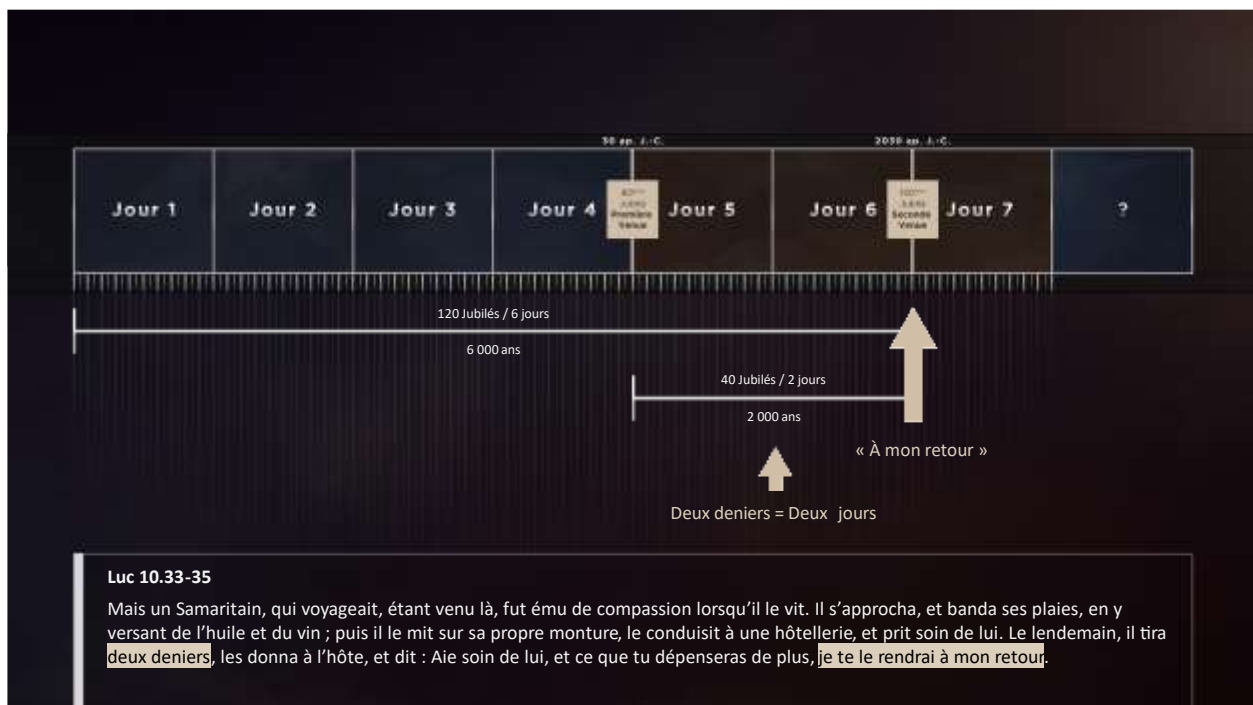 30 ap. J.-C.
2030 ap. J.-C.
Jour 1
Jour 2
Jour 3
Jour 4
Première
Venue
Jour 5
Jour 6
Seconde
Venue
Jour 7
?
120 Jubilés / 6 jours
6 000 ans
40 Jubilés / 2 jours
2 000 ans
« À mon retour »
Deux deniers = Deux jours
Luc 10.33-35
Mais un Samaritain, qui voyageait, étant venu là, fut ému de compassion lorsqu’il le vit. Il s’approcha, et banda ses plaies, en y
versant de l’huile et du vin ; puis il le mit sur sa propre monture, le conduisit à une hôtellerie, et prit soin de lui. Le lendemain, il tira
deux deniers, les donna à l’hôte, et dit : Aie soin de lui, et ce que tu dépenseras de plus, je te le rendrai à mon retour.